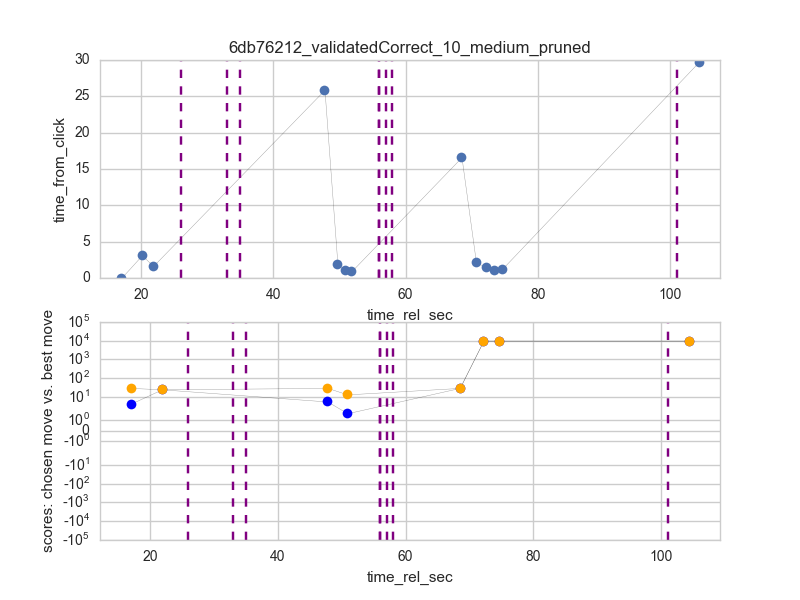 6db76212_validatedCorrect_10_medium_pruned
30
25
20
15
10
5
0
time_from_click
20 40 60 80 100
time_rel_sec
10^5
10^4
10^3
10^2
10^1
10^0
0
-10^0
-10^1
-10^2
-10^3
-10^4
-10^5
scores: chosen move vs. best move
20 40 60 80 100
time_rel_sec